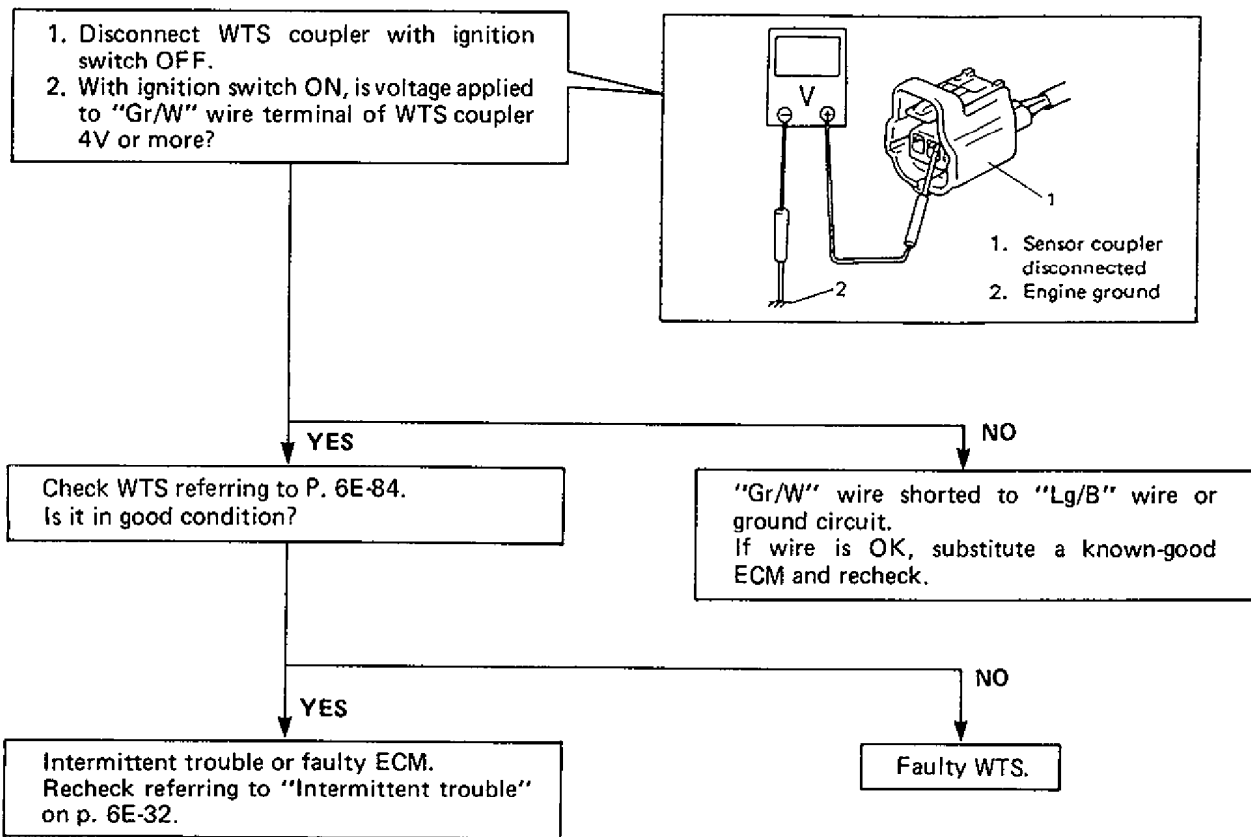 1. Disconnect WTS coupler with ignition
switch OFF.
2. With ignition switch ON, is voltage applied
to "Gr/W" wire terminal of WTS coupler
4V or more?
V
⊖ ⊕
1
2
1. Sensor coupler
disconnected
2. Engine ground
YES
NO
Check WTS referring to P. 6E-84.
Is it in good condition?
"Gr/W" wire shorted to "Lg/B" wire or
ground circuit.
If wire is OK, substitute a known-good
ECM and recheck.
YES
NO
Intermittent trouble or faulty ECM.
Recheck referring to "Intermittent trouble"
on p. 6E-32.
Faulty WTS.